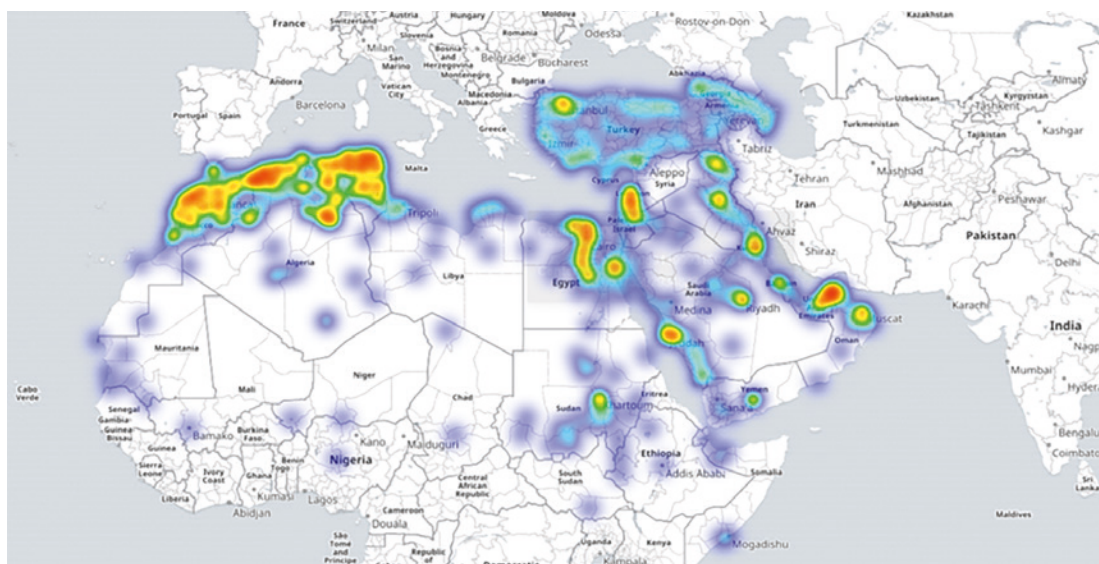 Austria
Hungary
Moldova
Rostov-on-Don
Kazakhstan
France
Switzerland
Slovenia
Romania
Odessa
Milan
Bosnia
and
Herzegovina
Belgrade
Bucharest
San
Marino
Montenegro
Vatican
City
Bulgaria
Abkhazia
Almaty
Andorra
Macedonia
Albania
Uzbekistan
Kyrgyzstan
Tashkent
Portugal
Spain
Barcelona
Greece
Turkey
Turkmenistan
Tajikistan
Kashgar
Tabriz
Malta
Cyprus
Aleppo
Syria
Tehran
Mashhad
Iran
Afghanistan
Peshawar
Tripoli
Israel
Ahvaz
Shiraz
Pakistan
Delhi
Algeria
Libya
Egypt
Saudi
Arabia
Medina
Riyadh
Emirates
Muscat
Oman
Karachi
India
Mauritania
Mumbai
Cabo
Verde
Mali
Niger
Chad
Sudan
Eritrea
Yemen
Sana'a
Senegal
Gambia
Guinea
Bissau
Bamako
Burkina
Faso
Kano
Maiduguri
Guinea
Benin
Togo
Nigeria
Ethiopia
Addis Ababa
Somalia
Sierra
Leone
Ivory
Coast
Ghana
Kumasi
Lagos
Central
African
Republic
South
Sudan
Liberia
Abidjan
Cameroon
Douala
São
Tomé
and
Principe
Republic
of
Uganda
Kenya
Kampala
Mogadishu
Maldives
Sri
Lanka